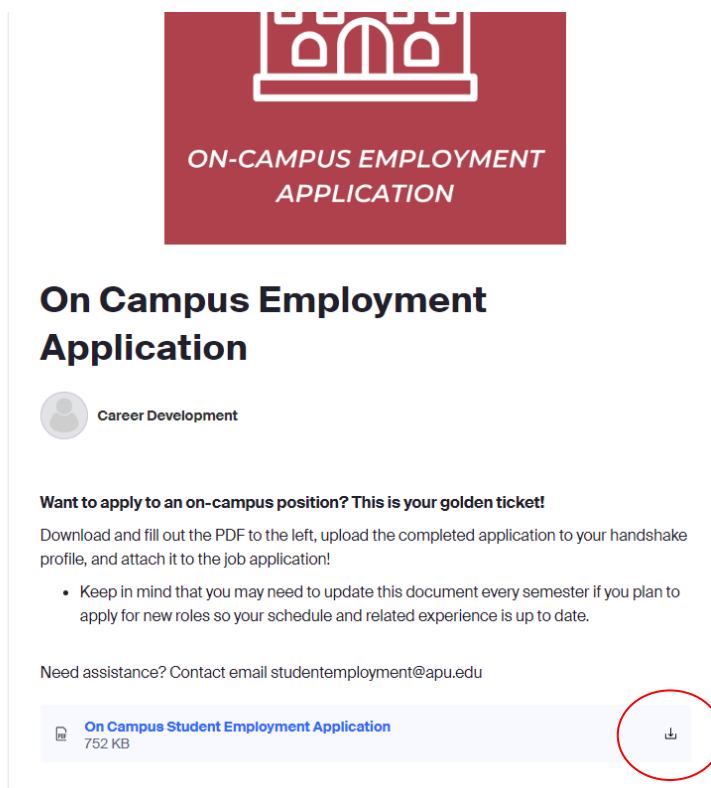 ON-CAMPUS EMPLOYMENT
APPLICATION
On Campus Employment
Application
Career Development
Want to apply to an on-campus position? This is your golden ticket!
Download and fill out the PDF to the left, upload the completed application to your handshake
profile, and attach it to the job application!
• Keep in mind that you may need to update this document every semester if you plan to
apply for new roles so your schedule and related experience is up to date.
Need assistance? Contact email studentemployment@apu.edu
PDF
On Campus Student Employment Application
752 KB